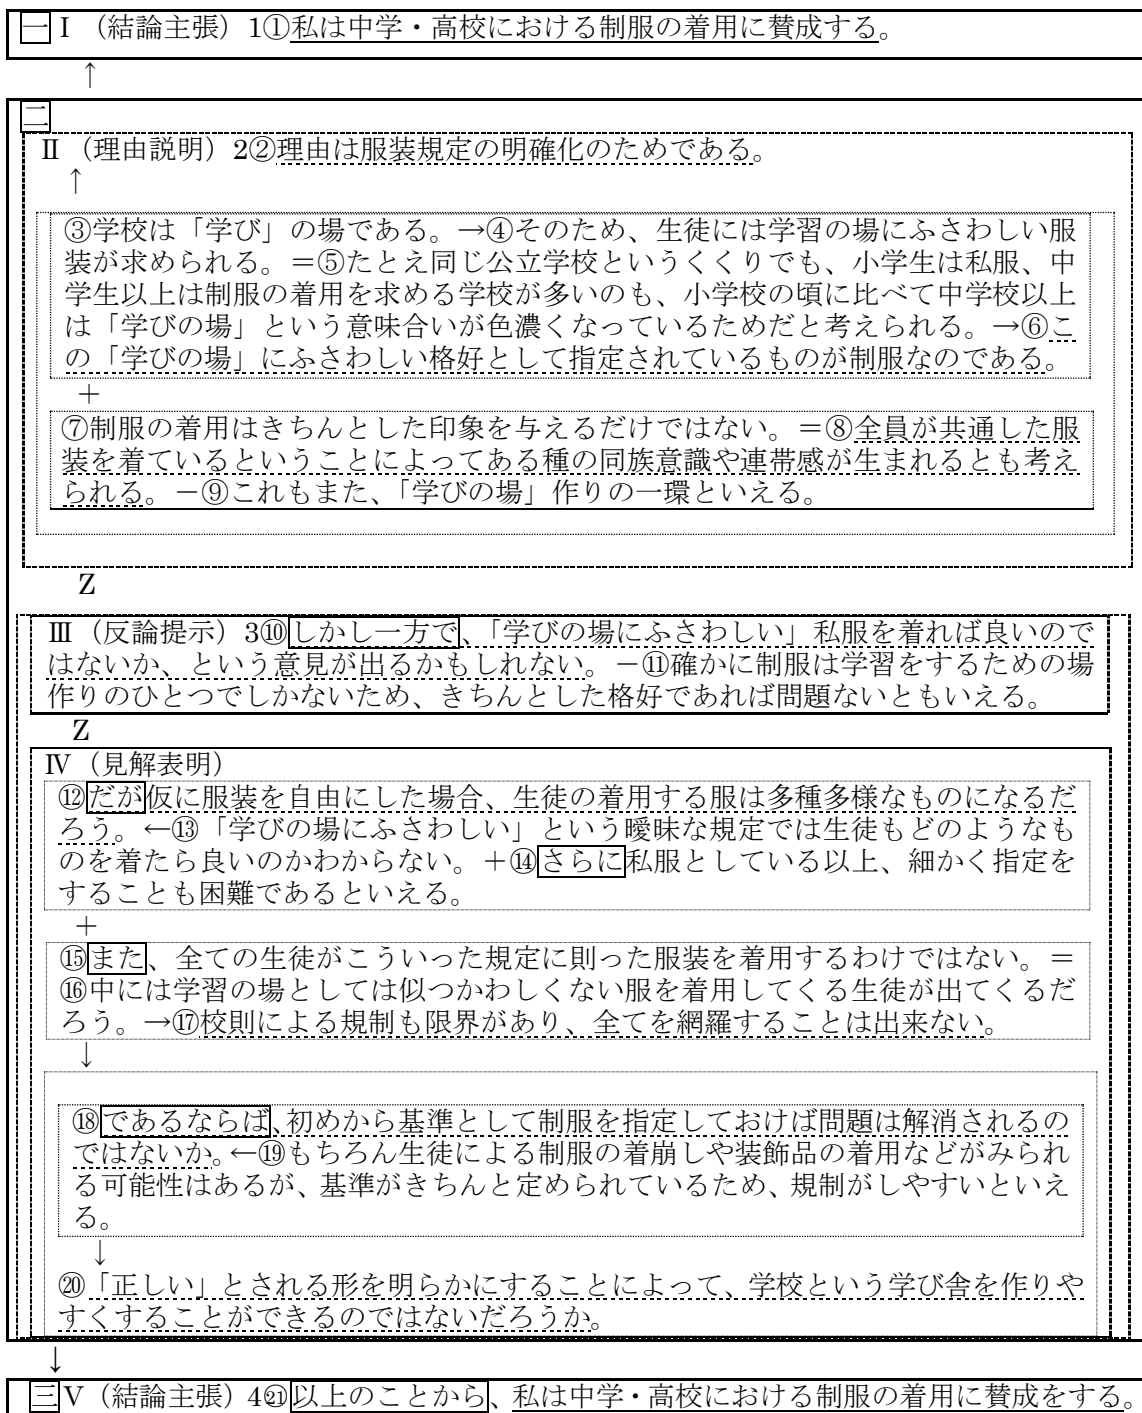 一Ⅰ（結論主張）1①私は中学・高校における制服の着用に賛成する。
↑
二
Ⅱ（理由説明）2②理由は服装規定の明確化のためである。
↑
③学校は「学び」の場である。→④そのため、生徒には学習の場にふさわしい服
装が求められる。＝⑤たとえ同じ公立学校というくくりでも、小学生は私服、中
学生以上は制服の着用を求める学校が多いのも、小学校の頃に比べて中学校以上
は「学びの場」という意味合いが色濃くなっているためだと考えられる。→⑥こ
の「学びの場」にふさわしい格好として指定されているものが制服なのである。
＋
⑦制服の着用はきちんとした印象を与えるだけではない。＝⑧全員が共通した服
装を着ているということによってある種の同族意識や連帯感が生まれるとも考え
られる。－⑨これもまた、「学びの場」作りの一環といえる。
Z
Ⅲ（反論提示）3⑩しかし一方で、「学びの場にふさわしい」私服を着れば良いので
はないか、という意見が出るかもしれない。－⑪確かに制服は学習をするための場
作りのひとつでしかないため、きちんとした格好であれば問題ないともいえる。
Z
Ⅳ（見解表明）
⑫だが仮に服装を自由にした場合、生徒の着用する服は多種多様なものになるだ
ろう。←⑬「学びの場にふさわしい」という曖昧な規定では生徒もどのようなも
のを着たら良いのかわからない。＋⑭さらに私服としている以上、細かく指定を
することも困難であるといえる。
＋
⑮また、全ての生徒がこういった規定に則った服装を着用するわけではない。＝
⑯中には学習の場としては似つかわしくない服を着用してくる生徒が出てくるだ
ろう。→⑰校則による規制も限界があり、全てを網羅することは出来ない。
↓
⑱であるならば、初めから基準として制服を指定しておけば問題は解消されるの
ではないか。←⑲もちろん生徒による制服の着崩しや装飾品の着用などがみられ
る可能性はあるが、基準がきちんと定められているため、規制がしやすいといえ
る。
↓
⑳「正しい」とされる形を明らかにすることによって、学校という学び舎を作りや
すくすることができるのではないだろうか。
↓
三Ⅴ（結論主張）4㉑以上のことから、私は中学・高校における制服の着用に賛成をする。